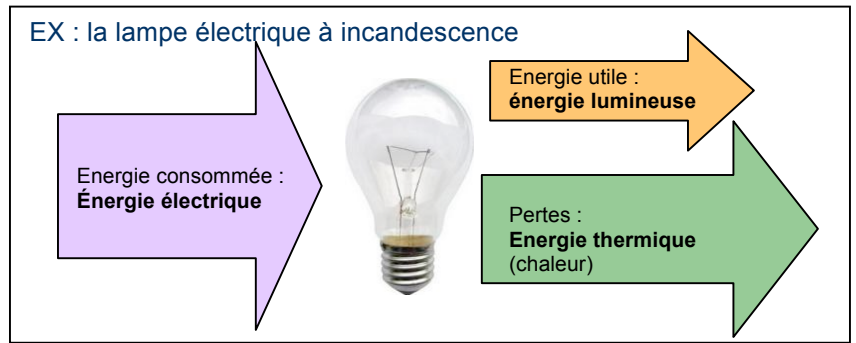 EX : la lampe électrique à incandescence
Energie consommée :
Énergie électrique
Energie utile :
énergie lumineuse
Pertes :
Energie thermique
(chaleur)